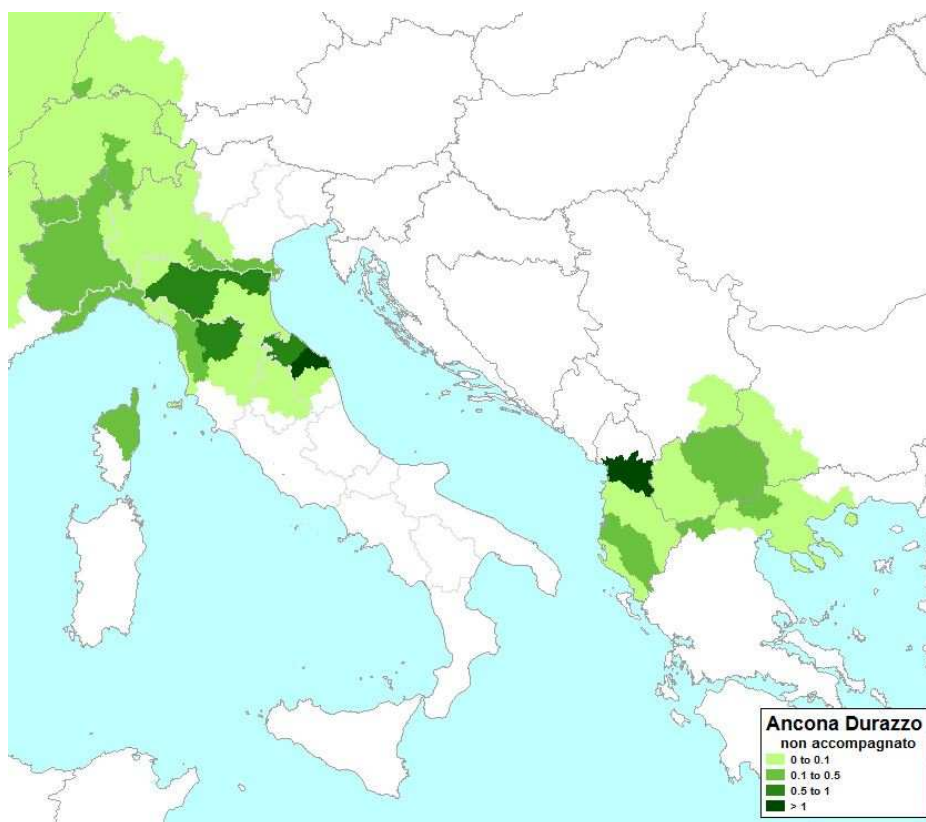 Ancona Durazzo
non accompagnato
0 to 0.1
0.1 to 0.5
0.5 to 1
> 1